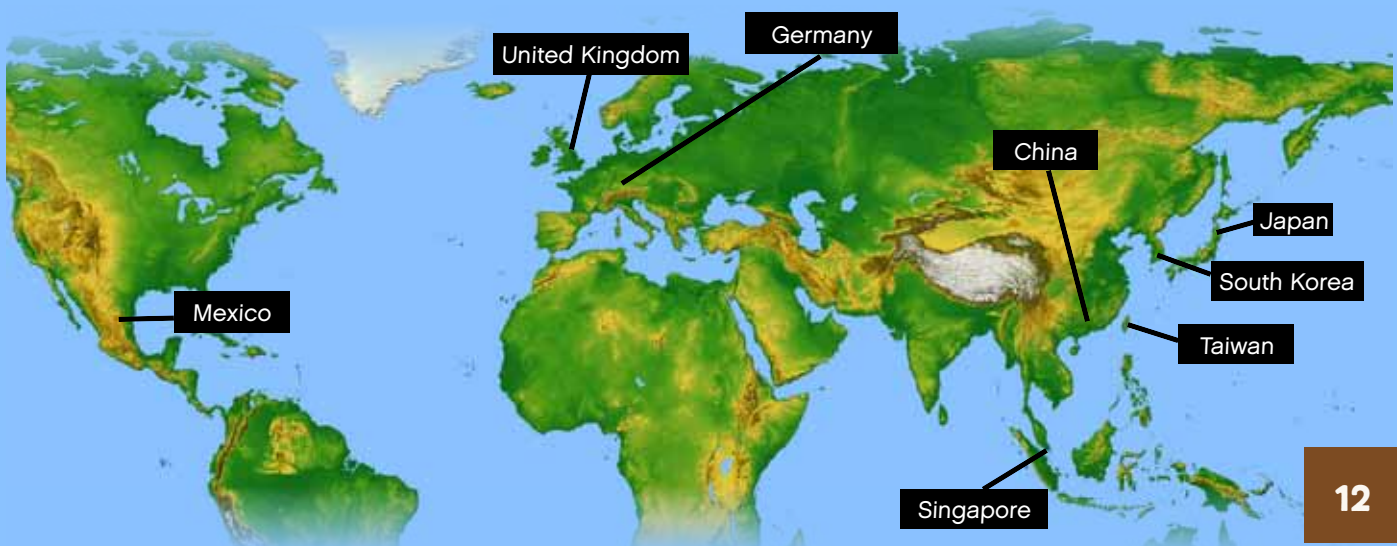 Germany
United Kingdom
China
Japan
South Korea
Mexico
Taiwan
Singapore
12